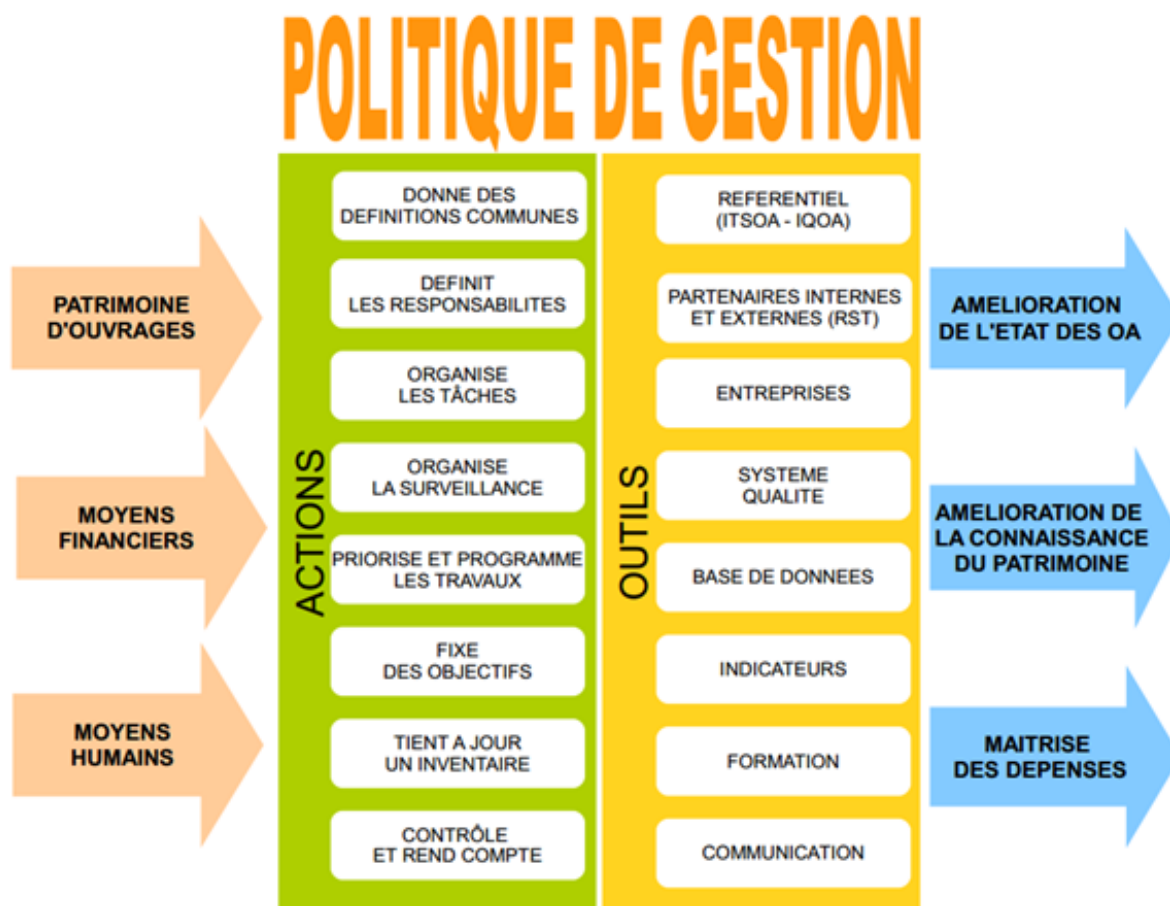 POLITIQUE DE GESTION
PATRIMOINE
D'OUVRAGES
MOYENS
FINANCIERS
MOYENS
HUMAINS
ACTIONS
DONNE DES
DEFINITIONS COMMUNES
DEFINIT
LES RESPONSABILITES
ORGANISE
LES TÂCHES
ORGANISE
LA SURVEILLANCE
PRIORISE ET PROGRAMME
LES TRAVAUX
FIXE
DES OBJECTIFS
TIENT A JOUR
UN INVENTAIRE
CONTRÔLE
ET REND COMPTE
OUTILS
RÉFERENTIEL
(ITSOA - IQOA)
PARTENAIRES INTERNES
ET EXTERNES (RST)
ENTREPRISES
SYSTÈME
QUALITE
BASE DE DONNEES
INDICATEURS
FORMATION
COMMUNICATION
AMELIORATION
DE L'ETAT DES OA
AMELIORATION DE
LA CONNAISSANCE
DU PATRIMOINE
MAITRISE
DES DEPENSES